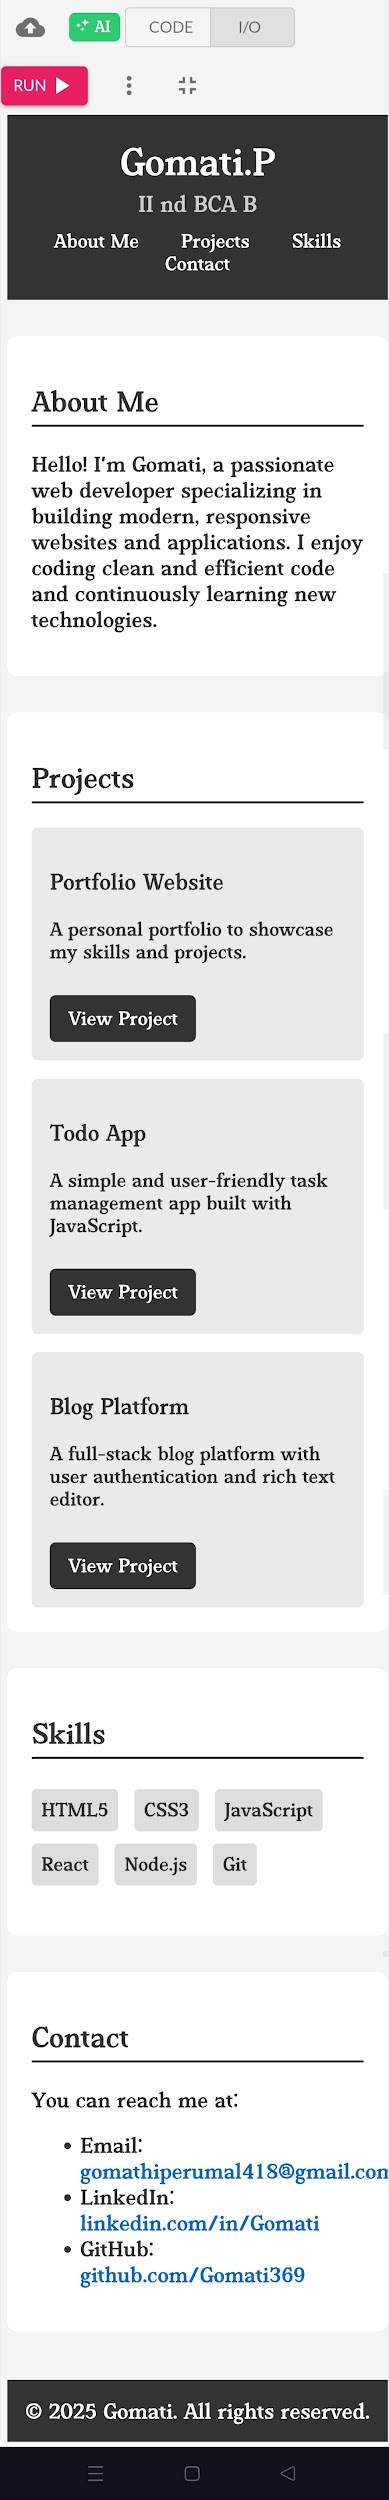 AI CODE I/O
RUN
Gomati.P
II nd BCA B
About Me Projects Skills
Contact
About Me
Hello! I'm Gomati, a passionate
web developer specializing in
building modern, responsive
websites and applications. I enjoy
coding clean and efficient code
and continuously learning new
technologies.
Projects
Portfolio Website
A personal portfolio to showcase
my skills and projects.
View Project
Todo App
A simple and user-friendly task
management app built with
JavaScript.
View Project
Blog Platform
A full-stack blog platform with
user authentication and rich text
editor.
View Project
Skills
HTML5 CSS3 JavaScript
React Node.js Git
Contact
You can reach me at:
• Email:
gomathiperumal418@gmail.com
• LinkedIn:
linkedin.com/in/Gomati
• GitHub:
github.com/Gomati369
© 2025 Gomati. All rights reserved.